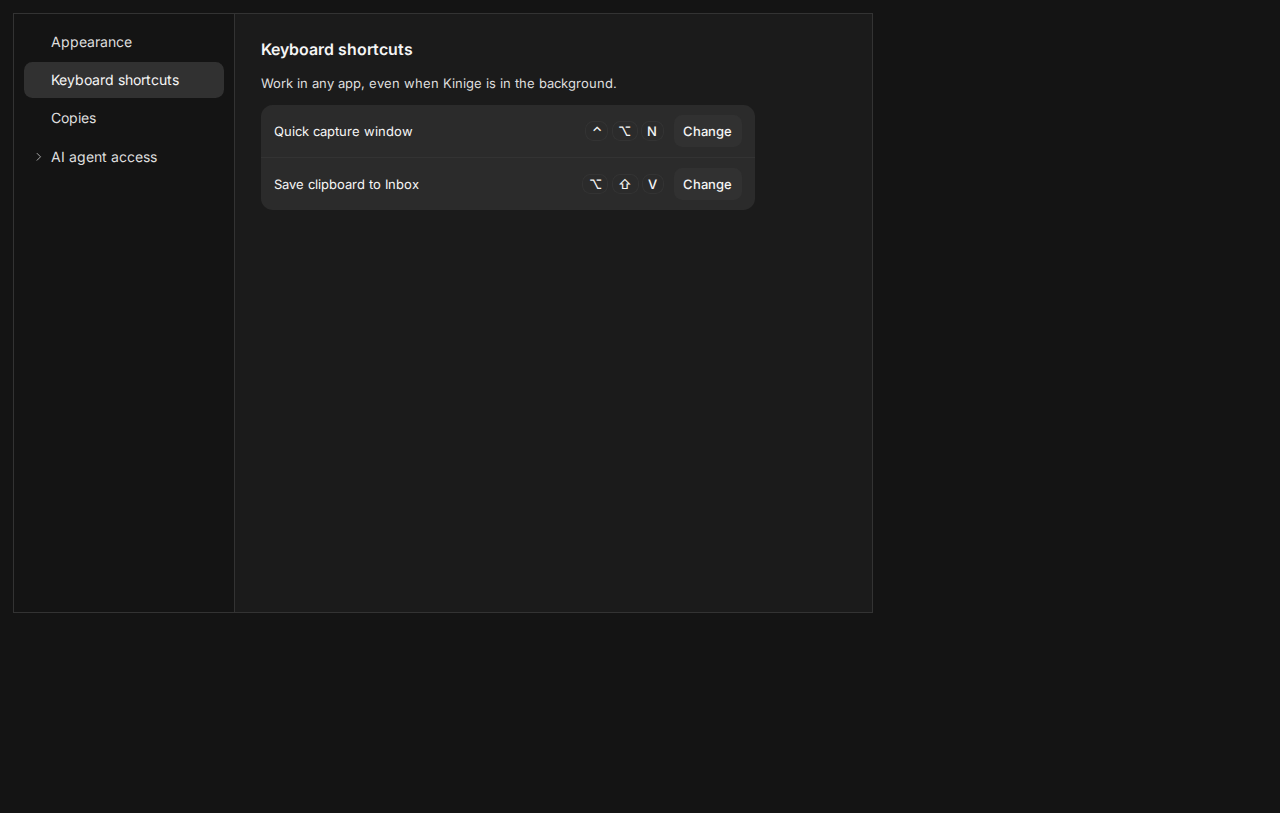 Appearance
Keyboard shortcuts
Copies
AI agent access
Keyboard shortcuts
Work in any app, even when Kinige is in the background.
Quick capture window ^ ⌥ N Change
Save clipboard to Inbox ⌥ ⇧ V Change